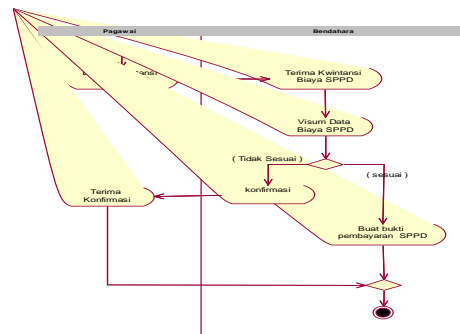 Pagawai
Bendahara
Terima Kwintansi
Biaya SPPD
Visum Data
Biaya SPPD
( Tidak Sesuai )
( sesuai )
Terima
Konfirmasi
konfirmasi
Buat bukti
pembayaran SPPD